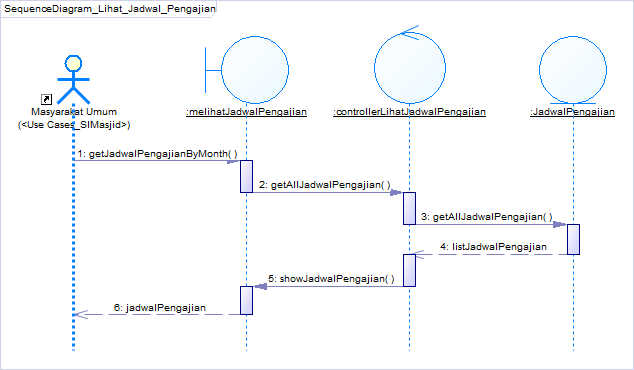 SequenceDiagram_Lihat_Jadwal_Pengajian
Masyarakat Umum
(<Use Cases_SIMasjid>)
:melihatJadwalPengajian
:controllerLihatJadwalPengajian
:JadwalPengajian
1: getJadwalPengajianByMonth( )
2: getAllJadwalPengajian( )
3: getAllJadwalPengajian( )
4: listJadwalPengajian
5: showJadwalPengajian( )
6: jadwalPengajian